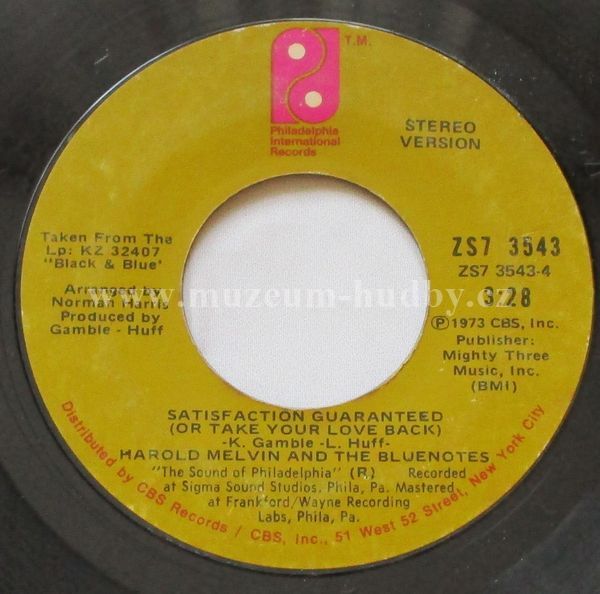 T.M.
Philadelphia
International
Records
STEREO
VERSION
Taken From The
Lp: KZ 32407
"Black & Blue'
Arranged by
Norman Harris
Produced by
Gamble - Huff
ZS7 3543
ZS7 3543-4
3:28
Ⓟ1973 CBS, Inc.
Publisher:
Mighty Three
Music, Inc.
(BMI)
www.muzeum-hudby.cz
SATISFACTION GUARANTEED
(OR TAKE YOUR LOVE BACK)
-K. Gamble -L. Huff-
HAROLD MELVIN AND THE BLUENOTES
"The Sound of Philadelphia" (R) Recorded
at Sigma Sound Studios, Phila, Pa. Mastered
at Frankford/Wayne Recording
Labs, Phila, Pa.
Distributed by CBS Records / CBS, Inc., 51 West 52 Street, New York City